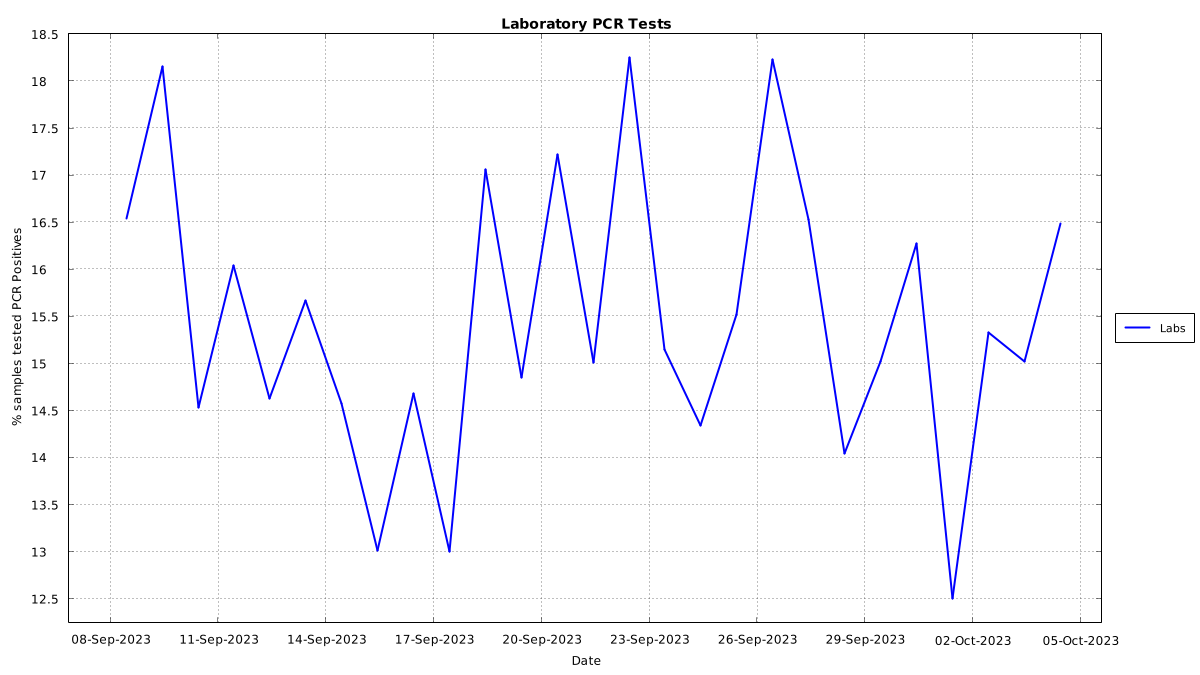 Laboratory PCR Tests
18.5
18
17.5
17
16.5
16
15.5
15
14.5
14
13.5
13
12.5
% samples tested PCR Positives
08-Sep-2023 11-Sep-2023 14-Sep-2023 17-Sep-2023 20-Sep-2023 23-Sep-2023 26-Sep-2023 29-Sep-2023 02-Oct-2023 05-Oct-2023
Date
Labs